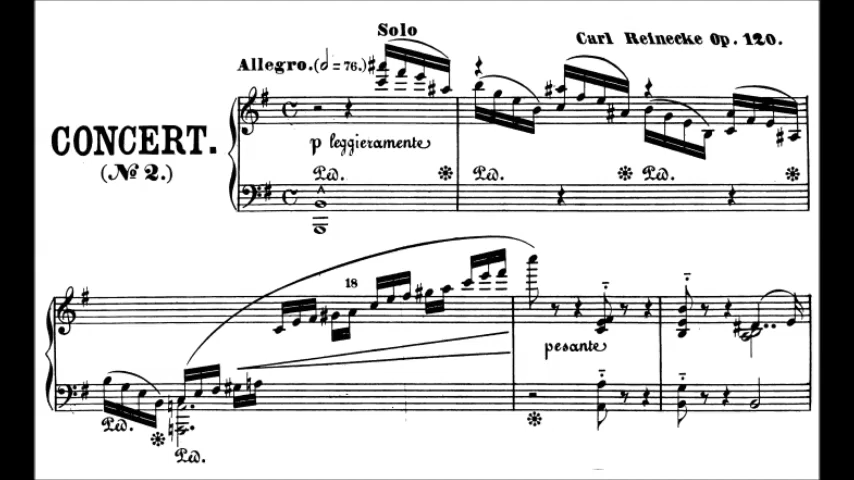 Solo
Carl Reinecke Op. 120.
Allegro. (𝅗𝅥 = 76.)
CONCERT.
(No 2.)
p leggieramente
Ped. * Ped. * Ped. *
18
pesante
Ped. * Ped. *